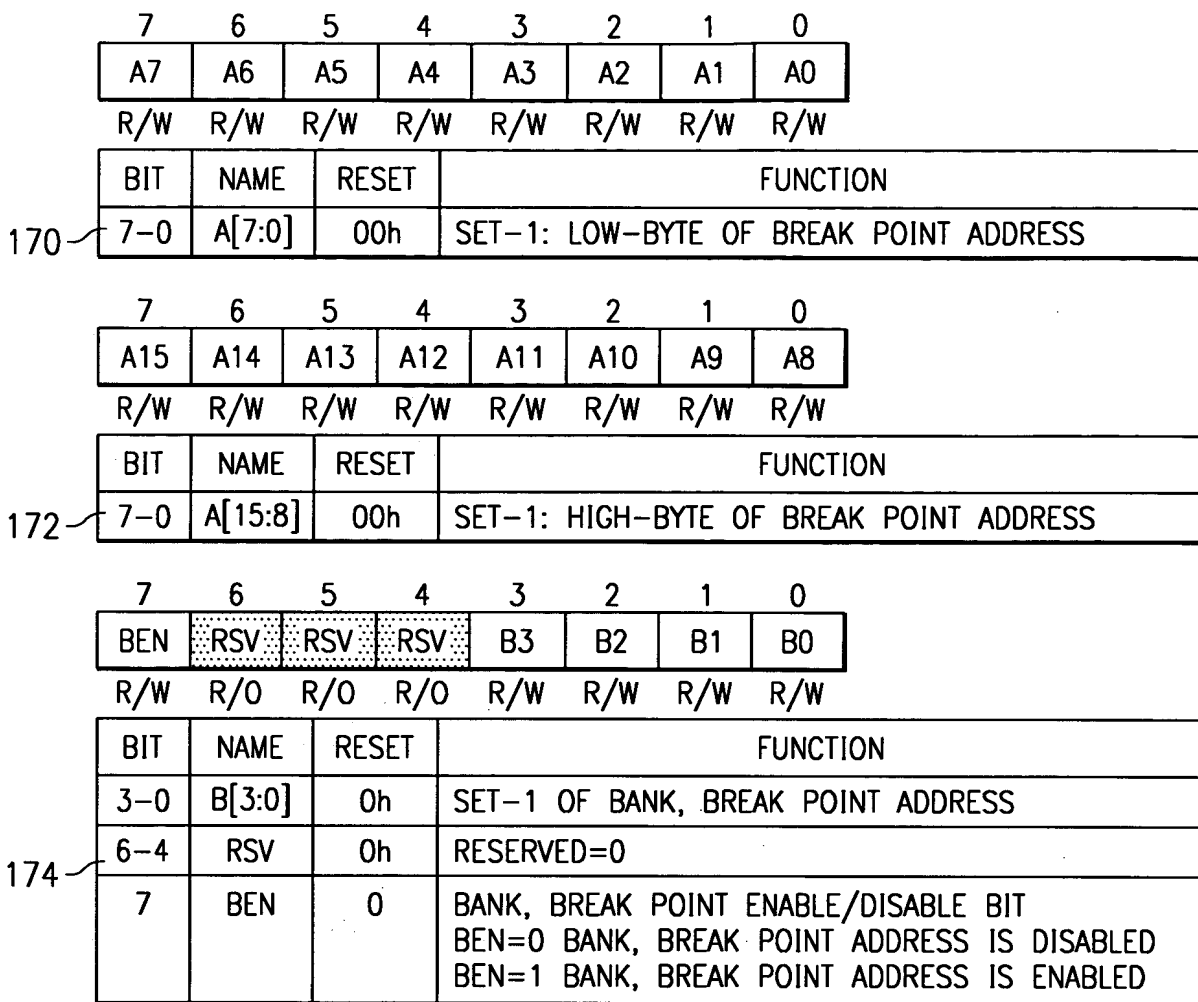 7 6 5 4 3 2 1 0
A7 A6 A5 A4 A3 A2 A1 A0
R/W R/W R/W R/W R/W R/W R/W R/W
BIT NAME RESET FUNCTION
170 7-0 A[7:0] 00h SET-1: LOW-BYTE OF BREAK POINT ADDRESS
7 6 5 4 3 2 1 0
A15 A14 A13 A12 A11 A10 A9 A8
R/W R/W R/W R/W R/W R/W R/W R/W
BIT NAME RESET FUNCTION
172 7-0 A[15:8] 00h SET-1: HIGH-BYTE OF BREAK POINT ADDRESS
7 6 5 4 3 2 1 0
BEN RSV RSV RSV B3 B2 B1 B0
R/W R/O R/O R/O R/W R/W R/W R/W
BIT NAME RESET FUNCTION
3-0 B[3:0] 0h SET-1 OF BANK, BREAK POINT ADDRESS
174 6-4 RSV 0h RESERVED=0
7 BEN 0 BANK, BREAK POINT ENABLE/DISABLE BIT
BEN=0 BANK, BREAK POINT ADDRESS IS DISABLED
BEN=1 BANK, BREAK POINT ADDRESS IS ENABLED